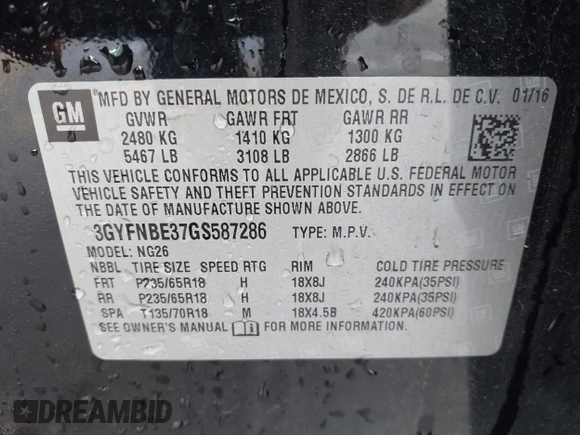 GM
MFD BY GENERAL MOTORS DE MEXICO, S. DE R.L. DE C.V. 01/16
GVWR GAWR FRT GAWR RR
2480 KG 1410 KG 1300 KG
5467 LB 3108 LB 2866 LB
THIS VEHICLE CONFORMS TO ALL APPLICABLE U.S. FEDERAL MOTOR
VEHICLE SAFETY AND THEFT PREVENTION STANDARDS IN EFFECT ON
THE DATE OF MANUFACTURE SHOWN ABOVE.
3GYFNBE37GS587286 TYPE: M.P.V.
MODEL: NG26
NBBL TIRE SIZE SPEED RTG RIM COLD TIRE PRESSURE
FRT P235/65R18 H 18X8J 240KPA(35PSI)
RR P235/65R18 H 18X8J 240KPA(35PSI)
SPA T135/70R18 M 18X4.5B 420KPA(60PSI)
SEE OWNER'S MANUAL FOR MORE INFORMATION.
DREAMBID